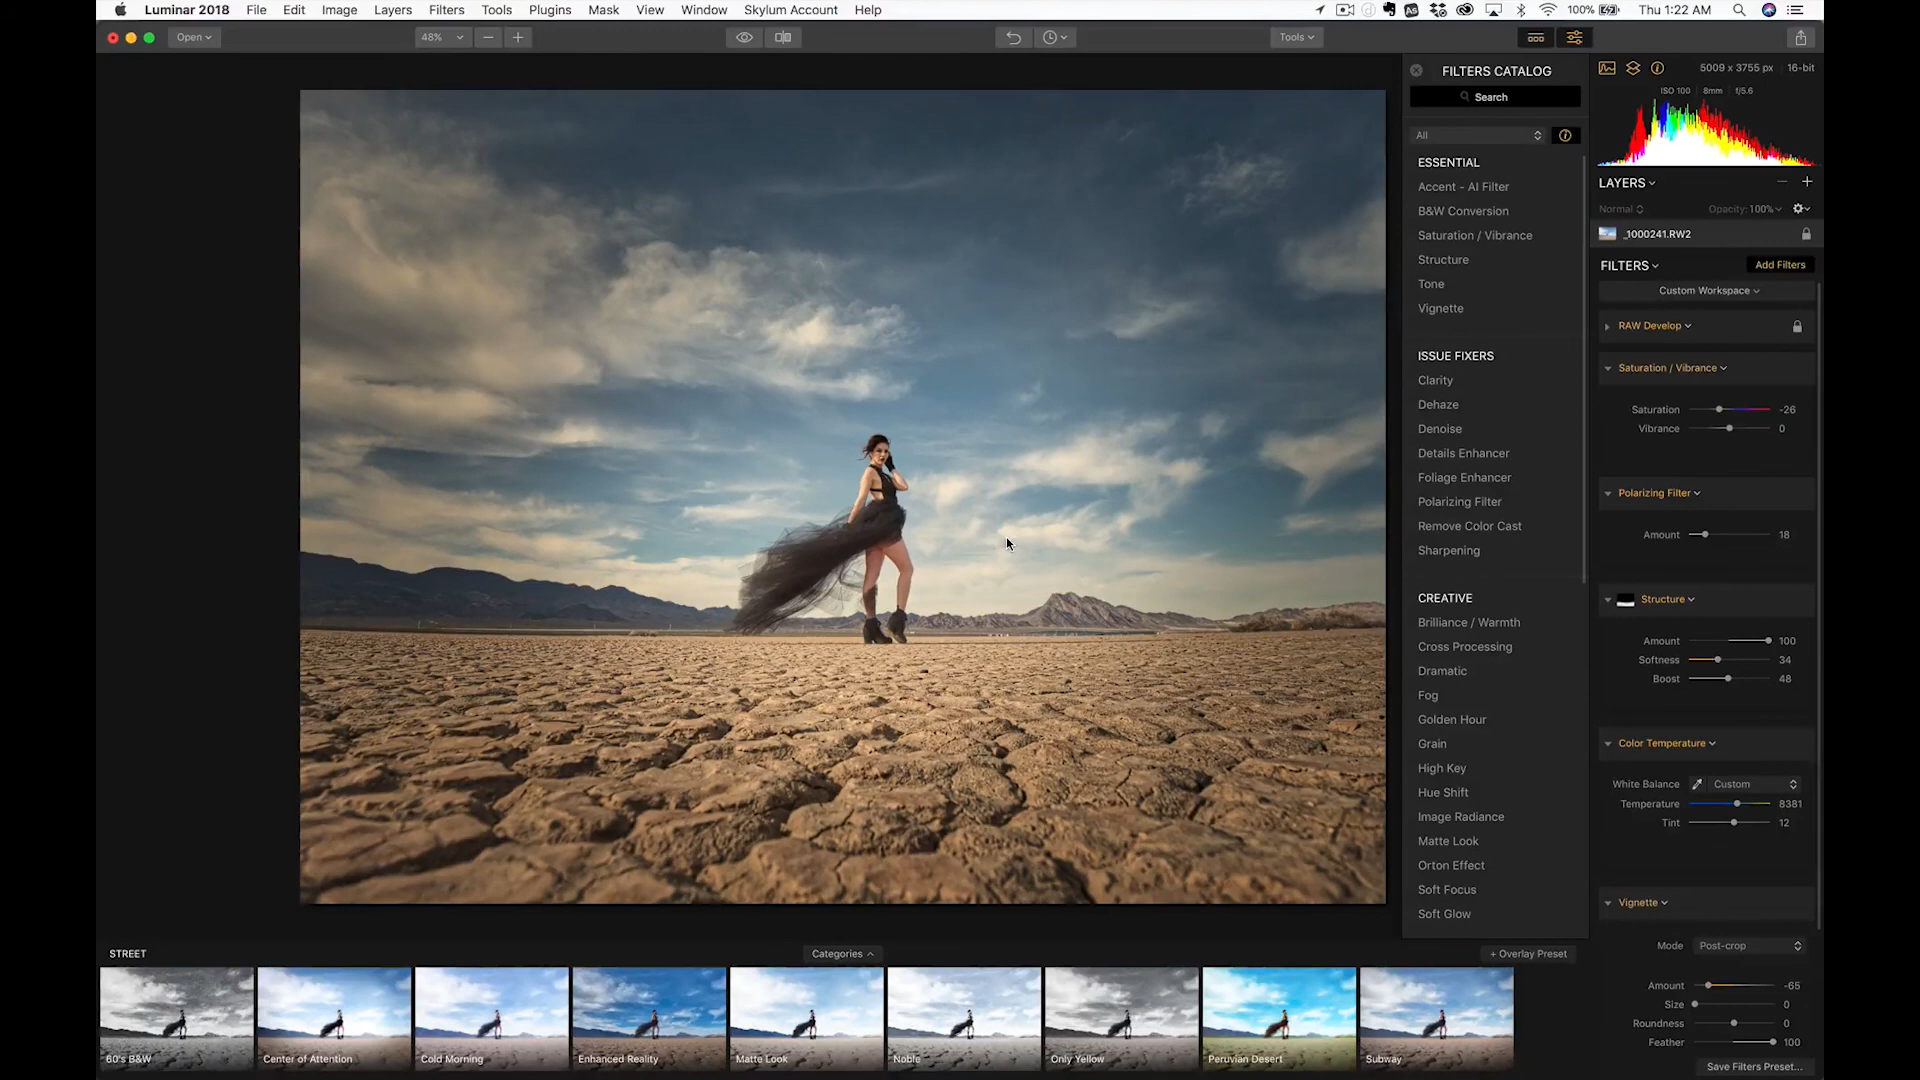 Luminar 2018 File Edit Image Layers Filters Tools Plugins Mask View Window Skylum Account Help
100% Thu 1:22 AM
Open 48% Tools
FILTERS CATALOG
Search
All
ESSENTIAL
Accent - AI Filter
B&W Conversion
Saturation / Vibrance
Structure
Tone
Vignette
ISSUE FIXERS
Clarity
Dehaze
Denoise
Details Enhancer
Foliage Enhancer
Polarizing Filter
Remove Color Cast
Sharpening
CREATIVE
Brilliance / Warmth
Cross Processing
Dramatic
Fog
Golden Hour
Grain
High Key
Hue Shift
Image Radiance
Matte Look
Orton Effect
Soft Focus
Soft Glow
5009 x 3755 px 16-bit
ISO 100 8mm f/5.6
LAYERS
Normal Opacity: 100%
_1000241.RW2
FILTERS Add Filters
Custom Workspace
RAW Develop
Saturation / Vibrance
Saturation -26
Vibrance 0
Polarizing Filter
Amount 18
Structure
Amount 100
Softness 34
Boost 48
Color Temperature
White Balance Custom
Temperature 8381
Tint 12
Vignette
Mode Post-crop
Amount -65
Size 0
Roundness 0
Feather 100
Save Filters Preset...
STREET Categories + Overlay Preset
60's B&W Center of Attention Cold Morning Enhanced Reality Matte Look Noble Only Yellow Peruvian Desert Subway